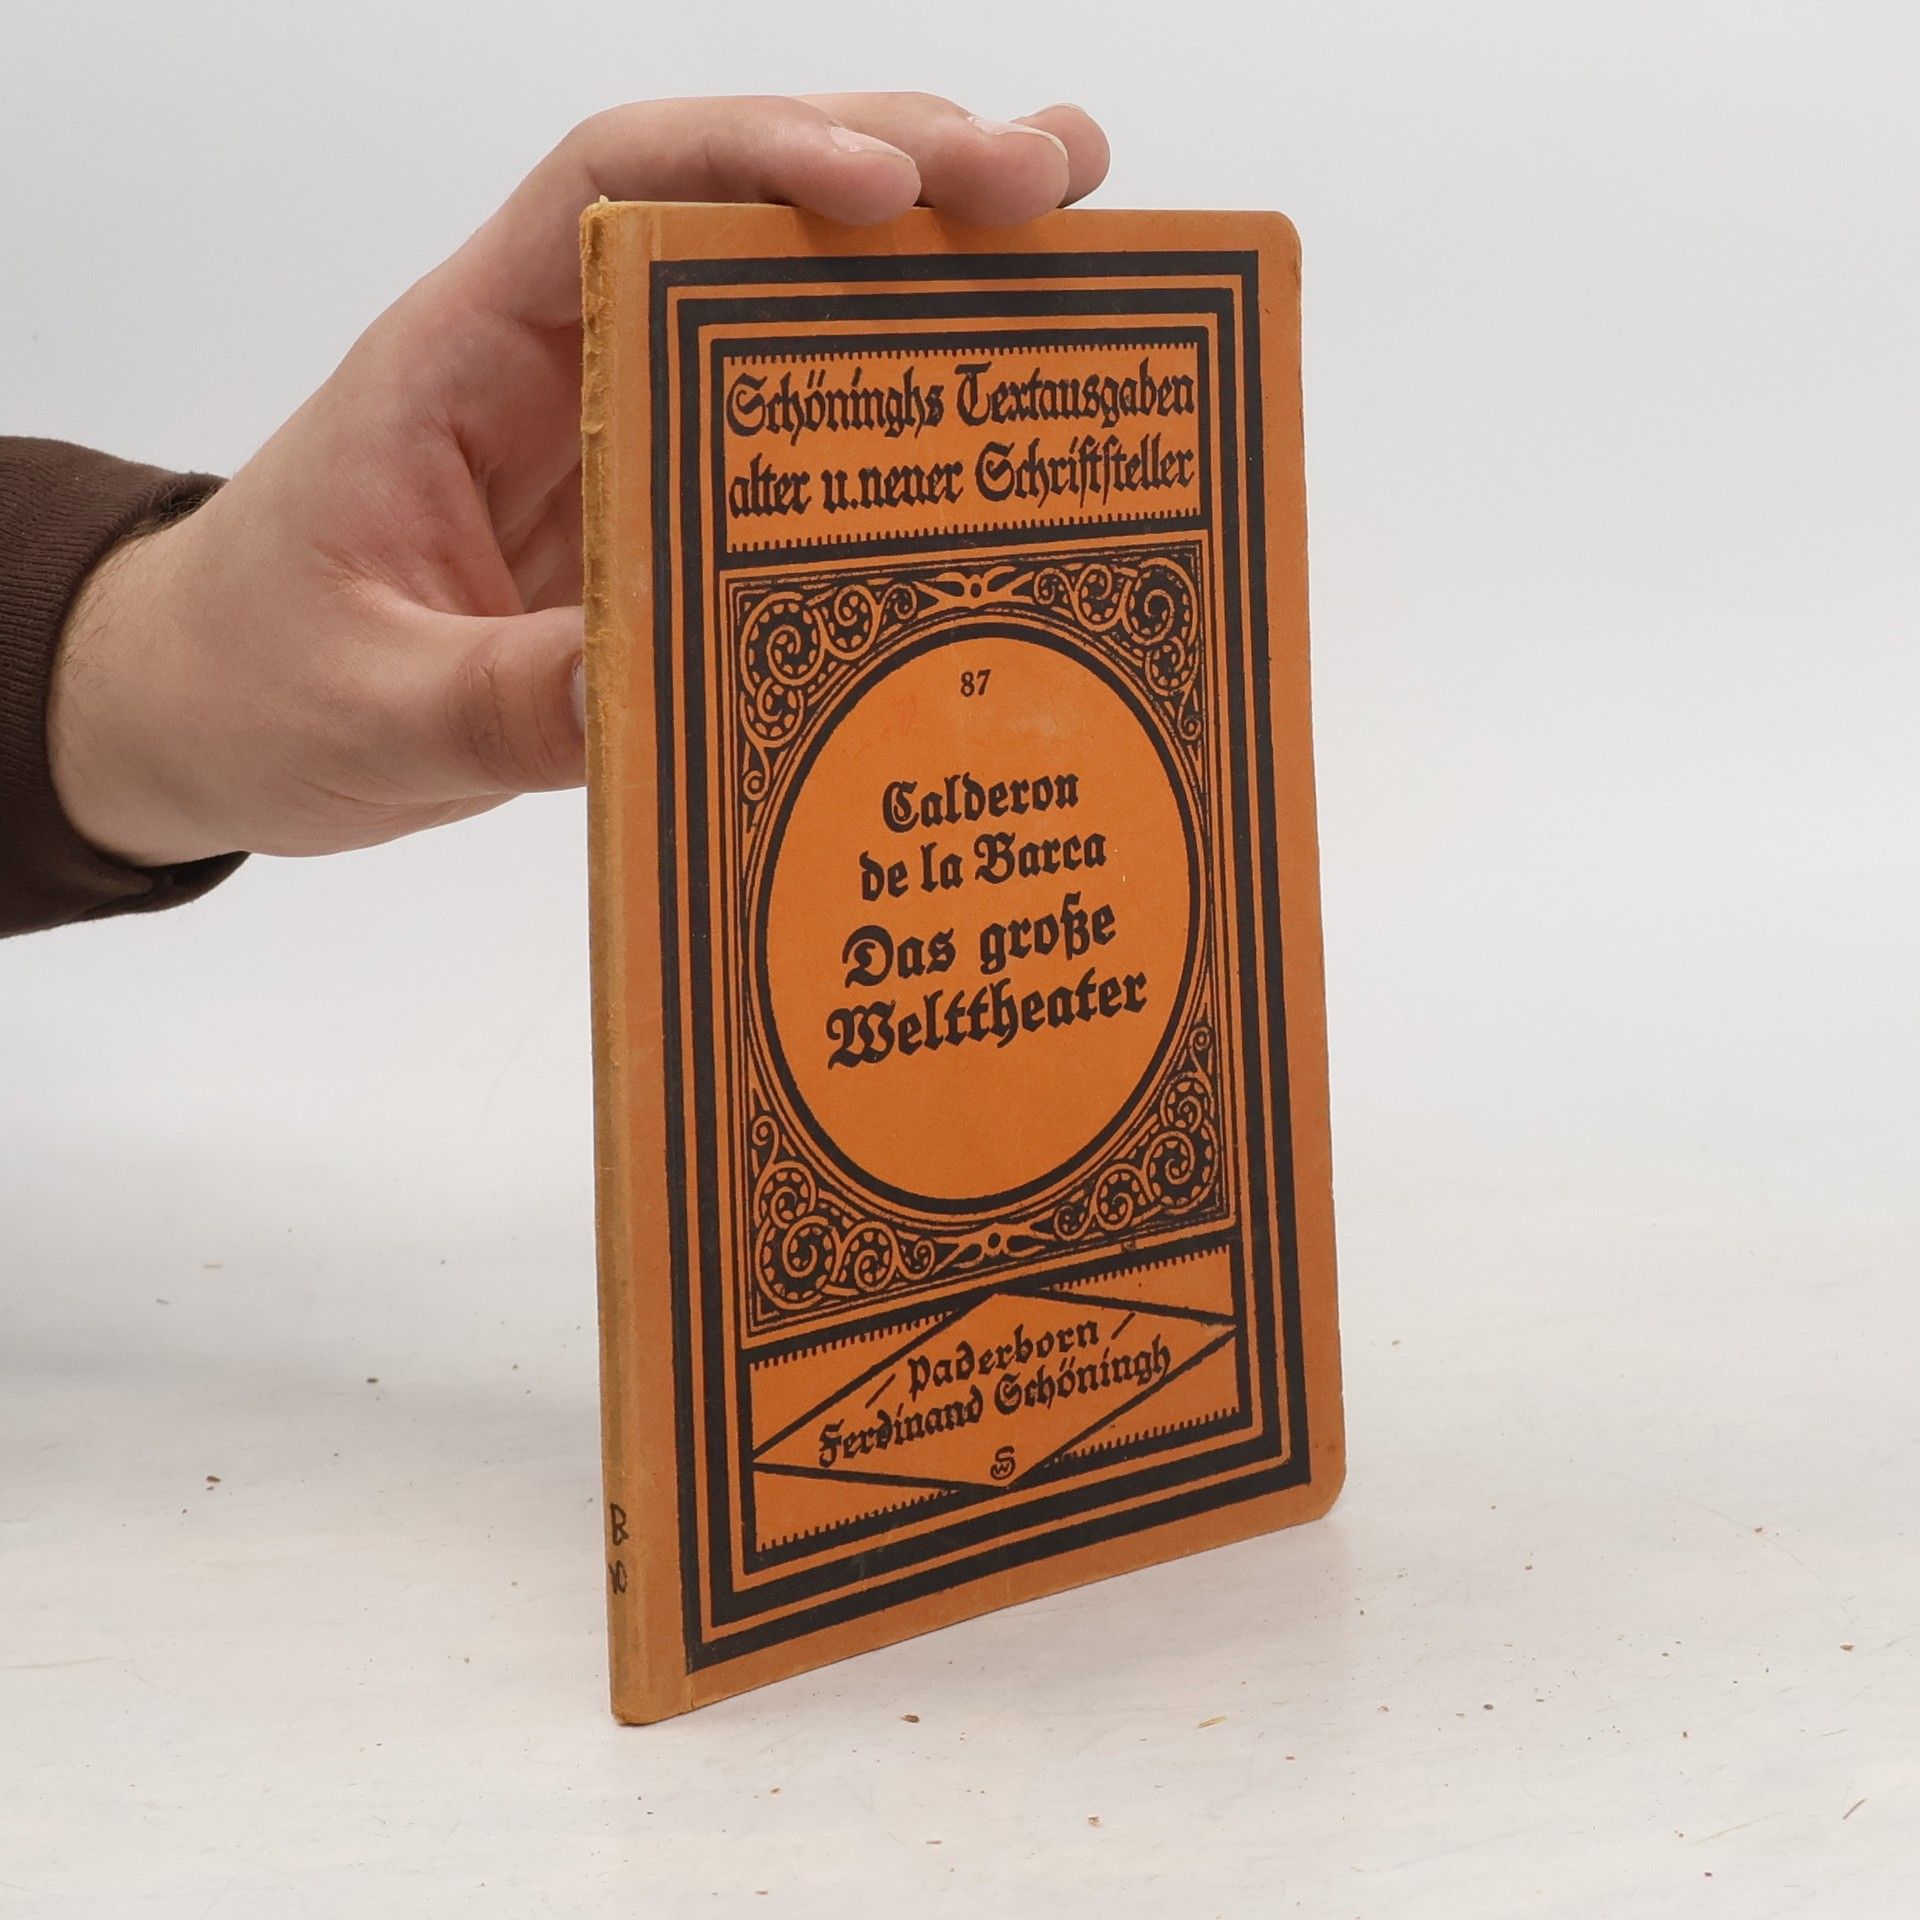 Schöninghs Textausgaben
alter u. neuer Schriftsteller
87
Calderon
de la Barca
Das große
Welttheater
Paderborn
Ferdinand Schöningh